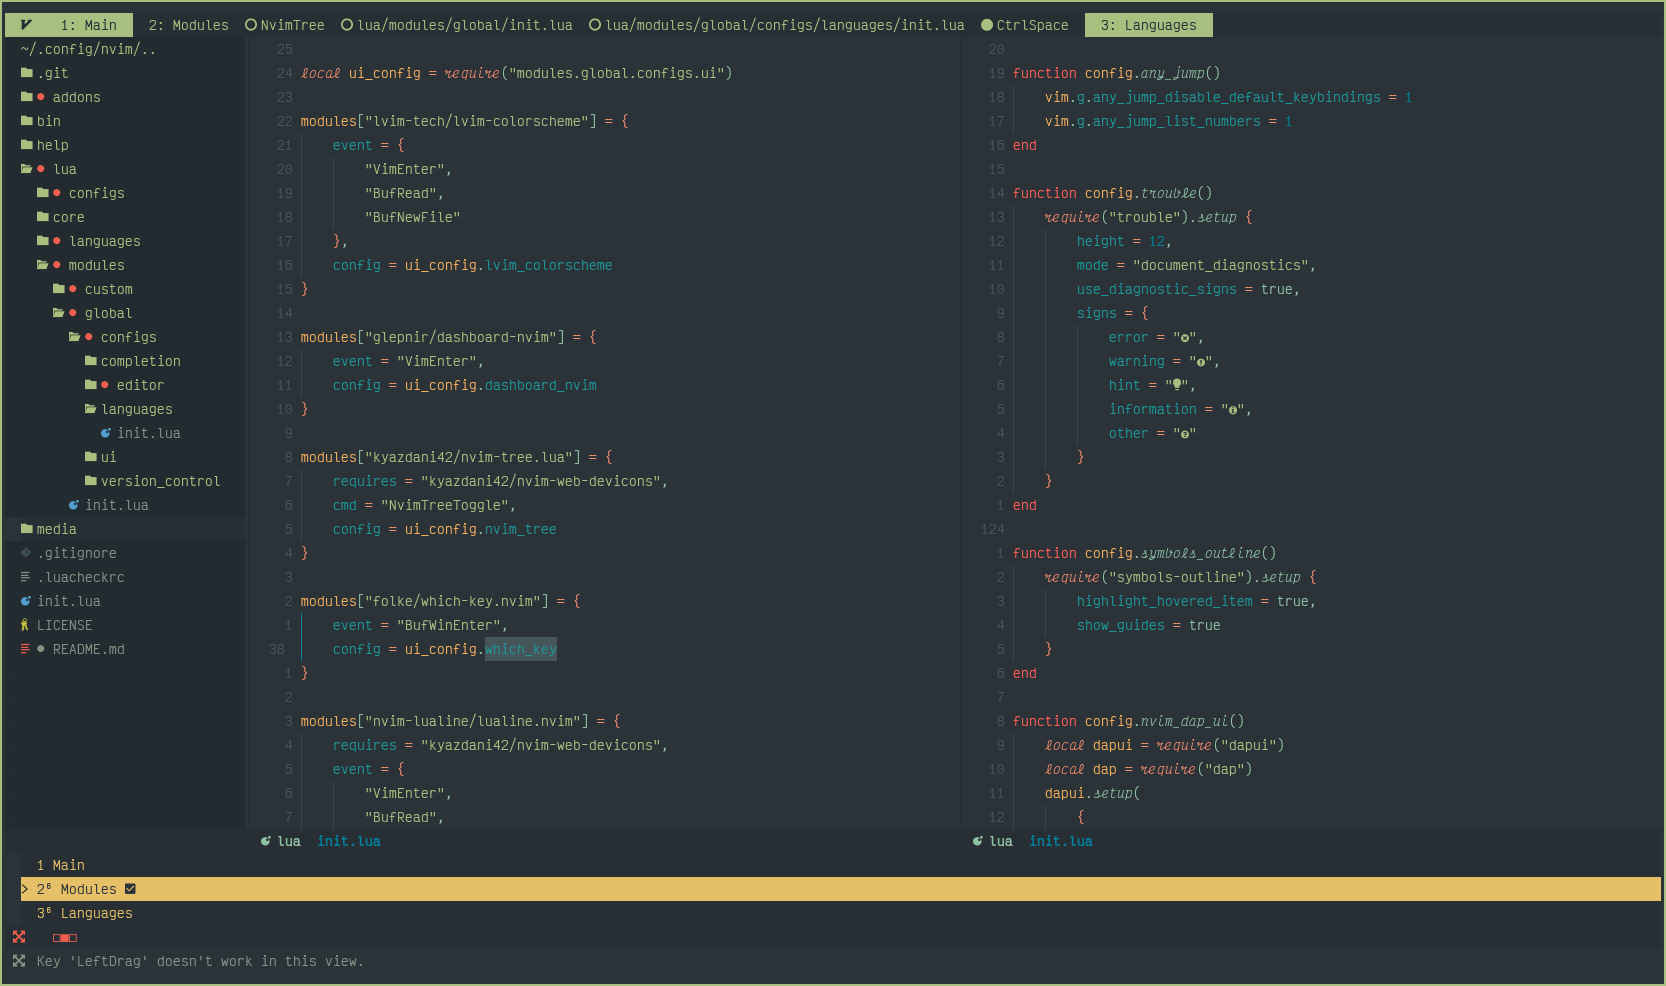 1: Main 2: Modules NvimTree lua/modules/global/init.lua lua/modules/global/configs/languages/init.lua CtrlSpace 3: Languages
~/.config/nvim/..
.git
addons
bin
help
lua
configs
core
languages
modules
custom
global
configs
completion
editor
languages
init.lua
ui
version_control
init.lua
media
.gitignore
.luacheckrc
init.lua
LICENSE
README.md
25
24 local ui_config = require("modules.global.configs.ui")
23
22 modules["lvim-tech/lvim-colorscheme"] = {
21 event = {
20 "VimEnter",
19 "BufRead",
18 "BufNewFile"
17 },
16 config = ui_config.lvim_colorscheme
15 }
14
13 modules["glepnir/dashboard-nvim"] = {
12 event = "VimEnter",
11 config = ui_config.dashboard_nvim
10 }
9
8 modules["kyazdani42/nvim-tree.lua"] = {
7 requires = "kyazdani42/nvim-web-devicons",
6 cmd = "NvimTreeToggle",
5 config = ui_config.nvim_tree
4 }
3
2 modules["folke/which-key.nvim"] = {
1 event = "BufWinEnter",
38 config = ui_config.which_key
1 }
2
3 modules["nvim-lualine/lualine.nvim"] = {
4 requires = "kyazdani42/nvim-web-devicons",
5 event = {
6 "VimEnter",
7 "BufRead",
lua init.lua
20
19 function config.any_jump()
18 vim.g.any_jump_disable_default_keybindings = 1
17 vim.g.any_jump_list_numbers = 1
16 end
15
14 function config.trouble()
13 require("trouble").setup {
12 height = 12,
11 mode = "document_diagnostics",
10 use_diagnostic_signs = true,
9 signs = {
8 error = "",
7 warning = "",
6 hint = "",
5 information = "",
4 other = ""
3 }
2 }
1 end
124
1 function config.symbols_outline()
2 require("symbols-outline").setup {
3 highlight_hovered_item = true,
4 show_guides = true
5 }
6 end
7
8 function config.nvim_dap_ui()
9 local dapui = require("dapui")
10 local dap = require("dap")
11 dapui.setup(
12 {
lua init.lua
1 Main
> 2⁶ Modules
3⁶ Languages
Key 'LeftDrag' doesn't work in this view.